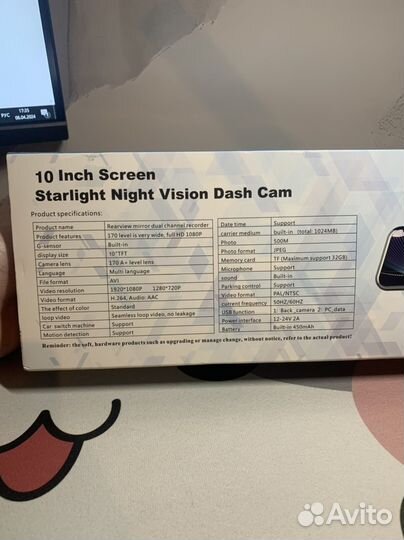 РУС 17:25
06.04.2024
10 Inch Screen
Starlight Night Vision Dash Cam
Product specifications:
Product name Rearview mirror dual channel recorder
Product features 170 level is very wide, full HD 1080P
G-sensor Built-in
display size 10"TFT
Camera lens 170 A+ level lens
Language Multi language
File format AVI
Video resolution 1920*1080P 1280*720P
Video format H.264, Audio: AAC
The effect of color Standard
loop video Seamless loop video, no leakage
Car switch machine Support
Motion detection Support
Date time Support
carrier medium built-in (total: 1024MB)
Photo 500M
Photo format JPEG
Memory card TF (Maximum support 32GB)
Microphone Support
sound Built-in
Parking control Support
Video format PAL/NTSC
current frequency 50HZ/60HZ
USB function 1: Back_camera 2: PC_data
Power interface 12-24V 2A
Battery Built-in 450mAh
Reminder: the soft, hardware products such as upgrading or manage change, without notice, but not to inform, please predominate actual product!
Avito